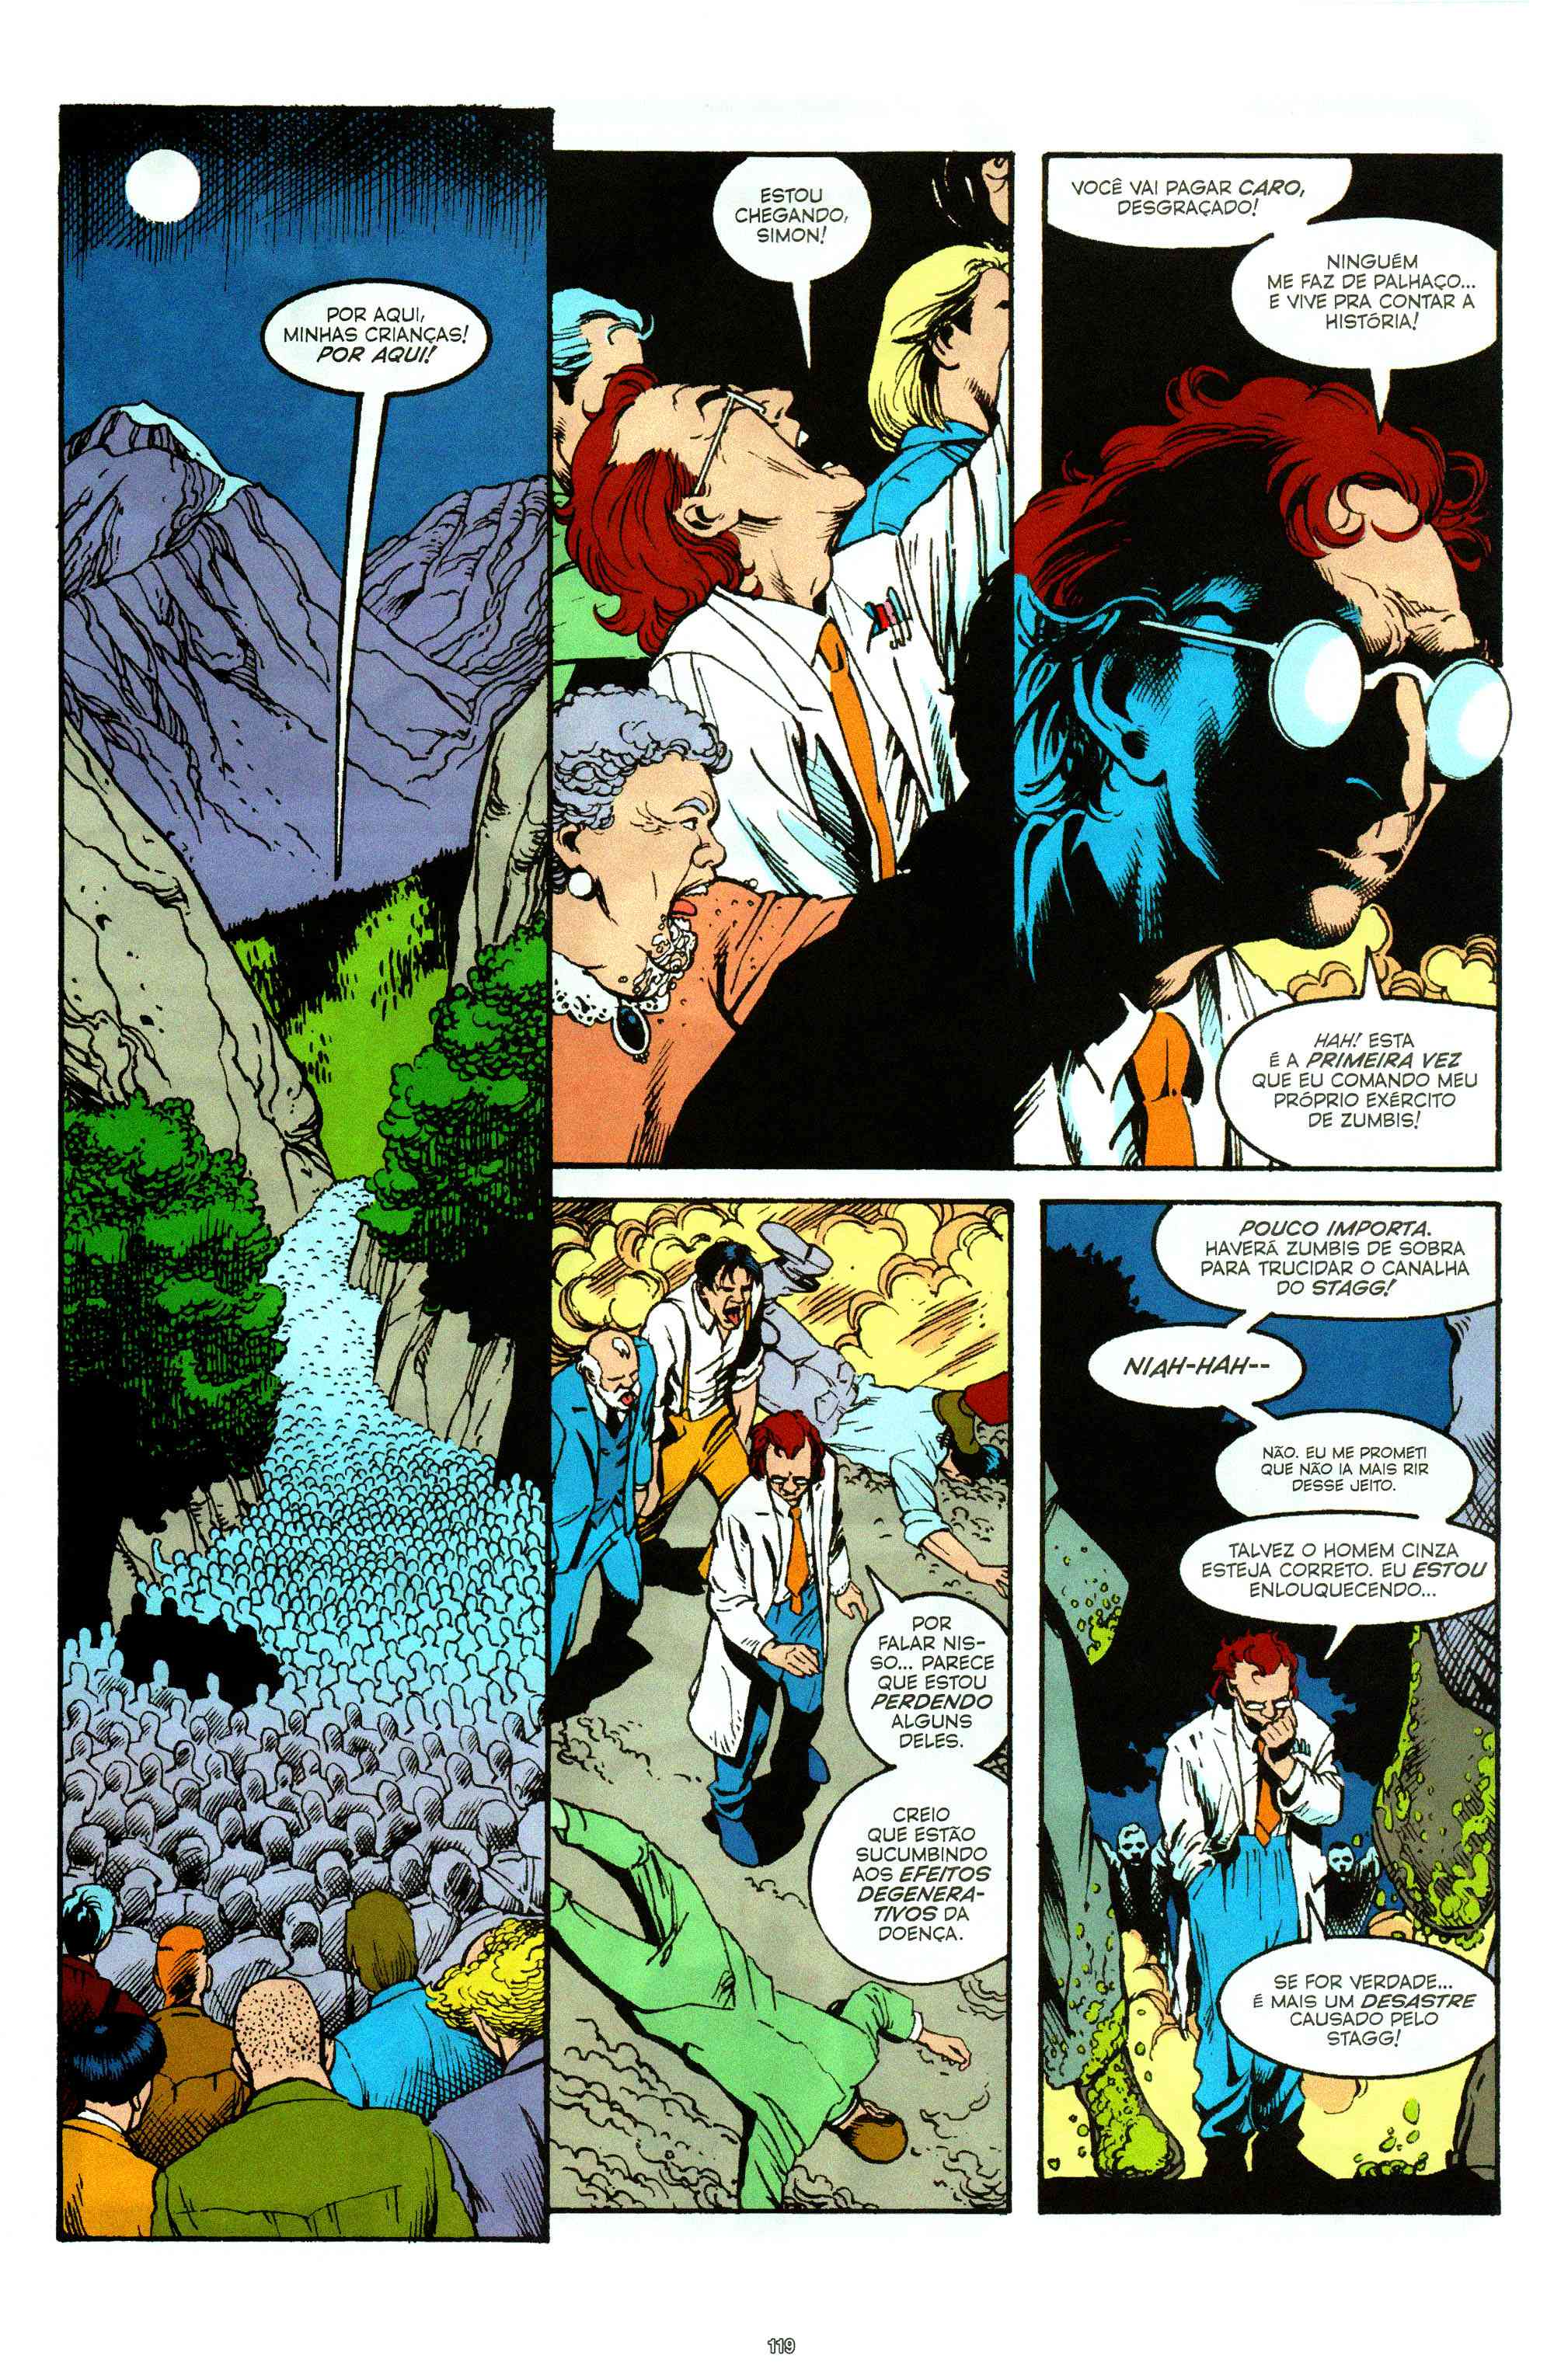 POR AQUI,
MINHAS CRIANÇAS!
POR AQUI!
ESTOU
CHEGANDO,
SIMON!
VOCÊ VAI PAGAR CARO,
DESGRAÇADO!
NINGUÉM
ME FAZ DE PALHAÇO...
E VIVE PRA CONTAR A
HISTÓRIA!
HAH! ESTA
É A PRIMEIRA VEZ
QUE EU COMANDO MEU
PRÓPRIO EXÉRCITO
DE ZUMBIS!
POR
FALAR NIS-
SO... PARECE
QUE ESTOU
PERDENDO
ALGUNS
DELES.
CREIO
QUE ESTÃO
SUCUMBINDO
AOS EFEITOS
DEGENERA-
TIVOS DA
DOENÇA.
POUCO IMPORTA.
HAVERÁ ZUMBIS DE SOBRA
PARA TRUCIDAR O CANALHA
DO STAGG!
NIAH-HAH--
NÃO. EU ME PROMETI
QUE NÃO IA MAIS RIR
DESSE JEITO.
TALVEZ O HOMEM CINZA
ESTEJA CORRETO. EU ESTOU
ENLOUQUECENDO...
SE FOR VERDADE...
É MAIS UM DESASTRE
CAUSADO PELO
STAGG!
119